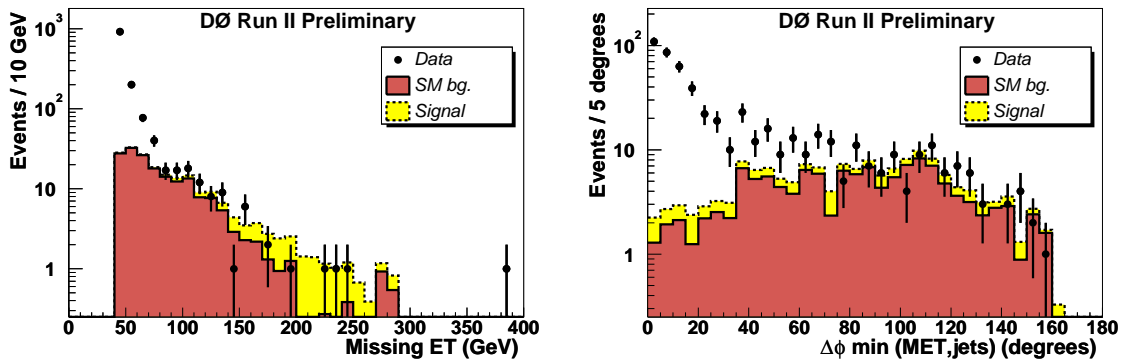 DØ Run II Preliminary
Events / 10 GeV
10³
10²
10
1
Data
SM bg.
Signal
0 50 100 150 200 250 300 350 400
Missing ET (GeV)
DØ Run II Preliminary
Events / 5 degrees
10²
10
1
Data
SM bg.
Signal
0 20 40 60 80 100 120 140 160 180
Δϕ min (MET,jets) (degrees)